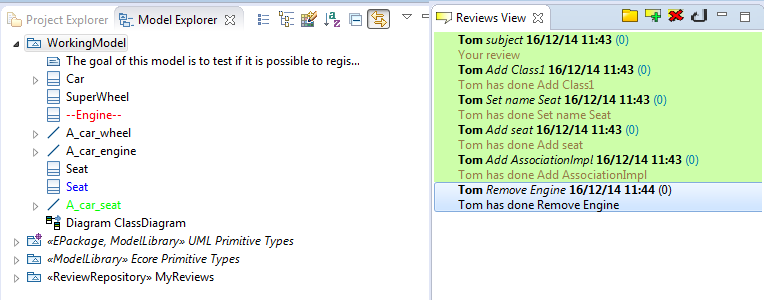 Project Explorer
Model Explorer
WorkingModel
The goal of this model is to test if it is possible to regis...
Car
SuperWheel
--Engine--
A_car_wheel
A_car_engine
Seat
Seat
A_car_seat
Diagram ClassDiagram
«EPackage, ModelLibrary» UML Primitive Types
«ModelLibrary» Ecore Primitive Types
«ReviewRepository» MyReviews
Reviews View
Tom subject 16/12/14 11:43 (0)
Your review
Tom Add Class1 16/12/14 11:43 (0)
Tom has done Add Class1
Tom Set name Seat 16/12/14 11:43 (0)
Tom has done Set name Seat
Tom Add seat 16/12/14 11:43 (0)
Tom has done Add seat
Tom Add AssociationImpl 16/12/14 11:43 (0)
Tom has done Add AssociationImpl
Tom Remove Engine 16/12/14 11:44 (0)
Tom has done Remove Engine